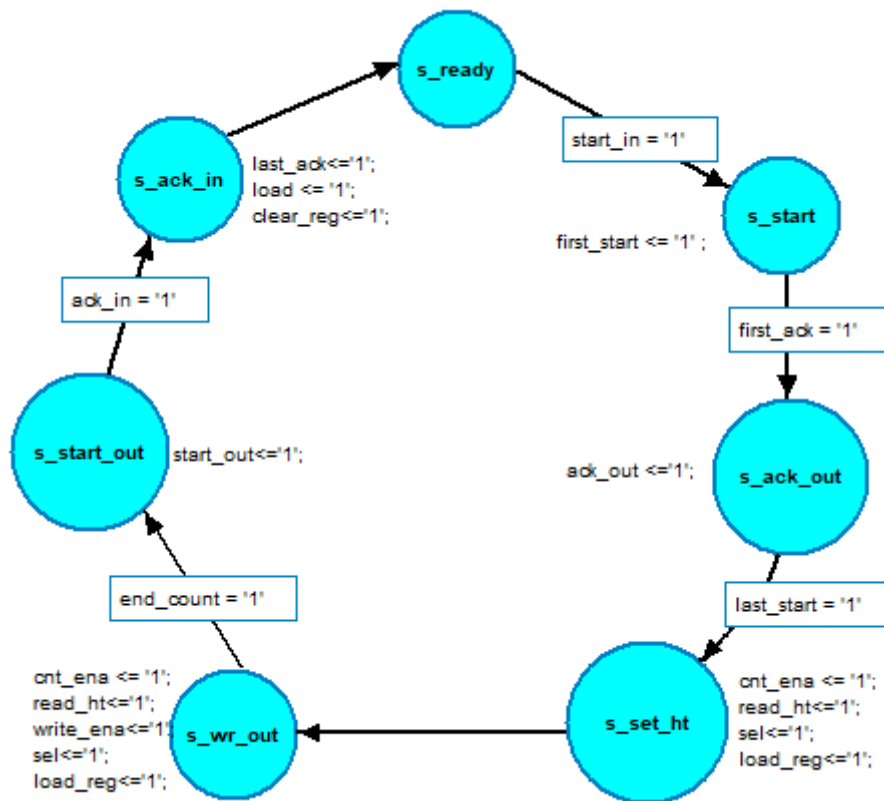 s_ready
start_in = '1'
s_ack_in
last_ack<='1';
load <= '1';
clear_reg<='1';
s_start
first_start <= '1' ;
ack_in = '1'
first_ack = '1'
s_start_out
start_out<='1';
ack_out <='1';
s_ack_out
end_count = '1'
last_start = '1'
cnt_ena <= '1';
read_ht<='1';
write_ena<='1'
sel<='1';
load_reg<='1';
s_wr_out
s_set_ht
cnt_ena <= '1';
read_ht<='1';
sel<='1';
load_reg<='1';